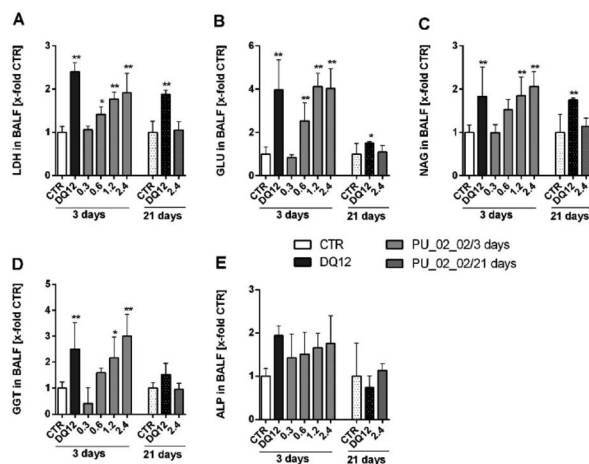 A
LDH in BALF [x-fold CTR]
3
2
1
0
** * ** ** **
CTR DQ12 0.3 0.6 1.2 2.4 CTR DQ12 2.4
3 days 21 days
B
GLU in BALF [x-fold CTR]
6
4
2
0
** ** ** ** *
CTR DQ12 0.3 0.6 1.2 2.4 CTR DQ12 2.4
3 days 21 days
C
NAG in BALF [x-fold CTR]
3
2
1
0
** ** ** **
CTR DQ12 0.3 0.6 1.2 2.4 CTR DQ12 2.4
3 days 21 days
CTR
DQ12
PU_02_02/3 days
PU_02_02/21 days
D
GGT in BALF [x-fold CTR]
5
4
3
2
1
0
** * **
CTR DQ12 0.3 0.6 1.2 2.4 CTR DQ12 2.4
3 days 21 days
E
ALP in BALF [x-fold CTR]
3
2
1
0
CTR DQ12 0.3 0.6 1.2 2.4 CTR DQ12 2.4
3 days 21 days